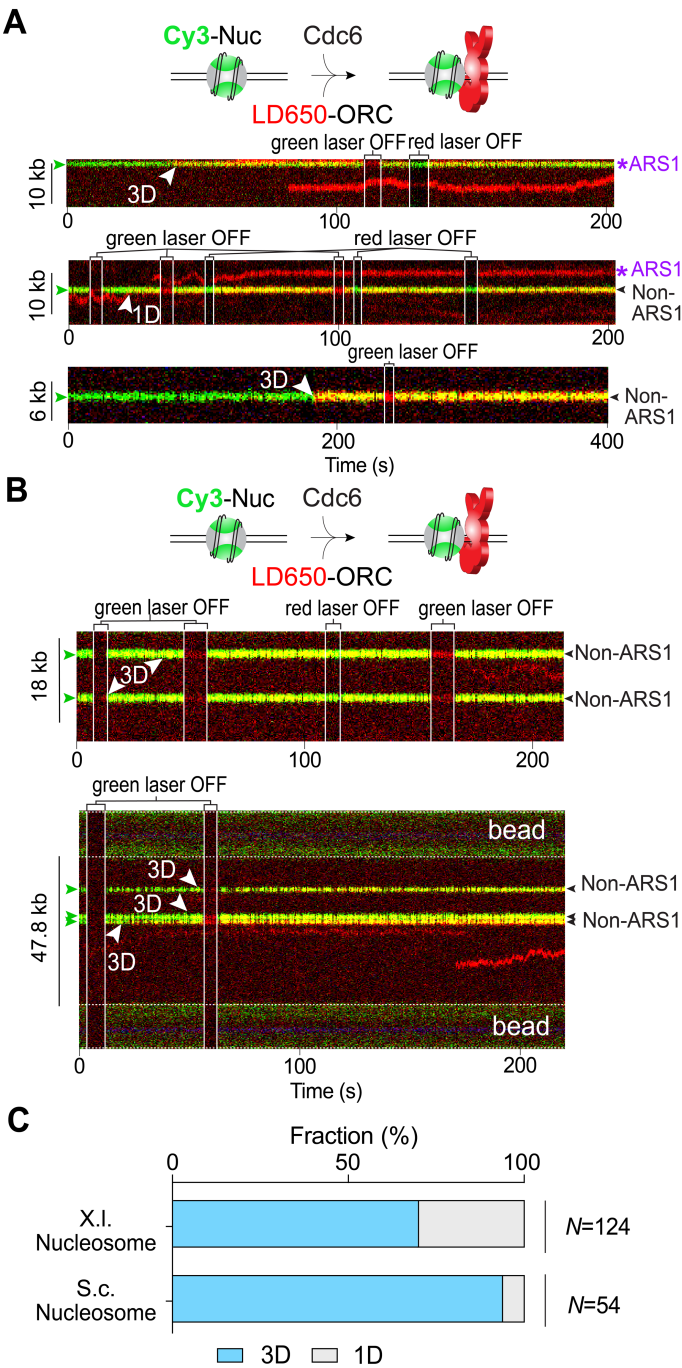 A
Cy3-Nuc Cdc6
LD650-ORC
green laser OFF red laser OFF
10 kb
3D
*ARS1
0 100 200
green laser OFF red laser OFF
10 kb
1D
*ARS1
Non-
ARS1
0 100 200
green laser OFF
6 kb
3D
Non-
ARS1
0 200 400
Time (s)
B
Cy3-Nuc Cdc6
LD650-ORC
green laser OFF red laser OFF green laser OFF
18 kb
3D
Non-ARS1
Non-ARS1
0 100 200
green laser OFF
bead
47.8 kb
3D
Non-ARS1
3D
Non-ARS1
3D
bead
0 100 200
Time (s)
C
Fraction (%)
0 50 100
X.l.
Nucleosome
N=124
S.c.
Nucleosome
N=54
3D 1D